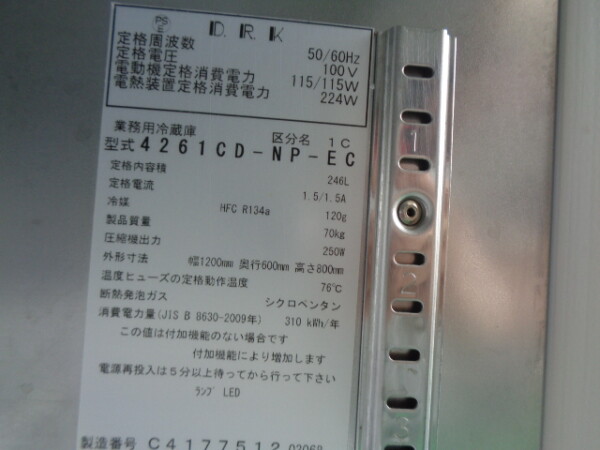 PS
E
D.R.K
定格周波数 50/60Hz
定格電圧 100V
電動機定格消費電力 115/115W
電熱装置定格消費電力 224W
業務用冷蔵庫 区分名 1C
型式 4261CD-NP-EC
定格内容積 246L
定格電流 1.5/1.5A
冷媒 HFC R134a 120g
製品質量 70kg
圧縮機出力 250W
外形寸法 幅1200mm 奥行600mm 高さ800mm
温度ヒューズの定格動作温度 76℃
断熱発泡ガス シクロペンタン
消費電力量(JIS B 8630-2009年) 310 kWh/年
この値は付加機能のない場合です
付加機能により増加します
電源再投入は5分以上待ってから行って下さい
ﾗﾝﾌﾟ LED
製造番号 C4177512